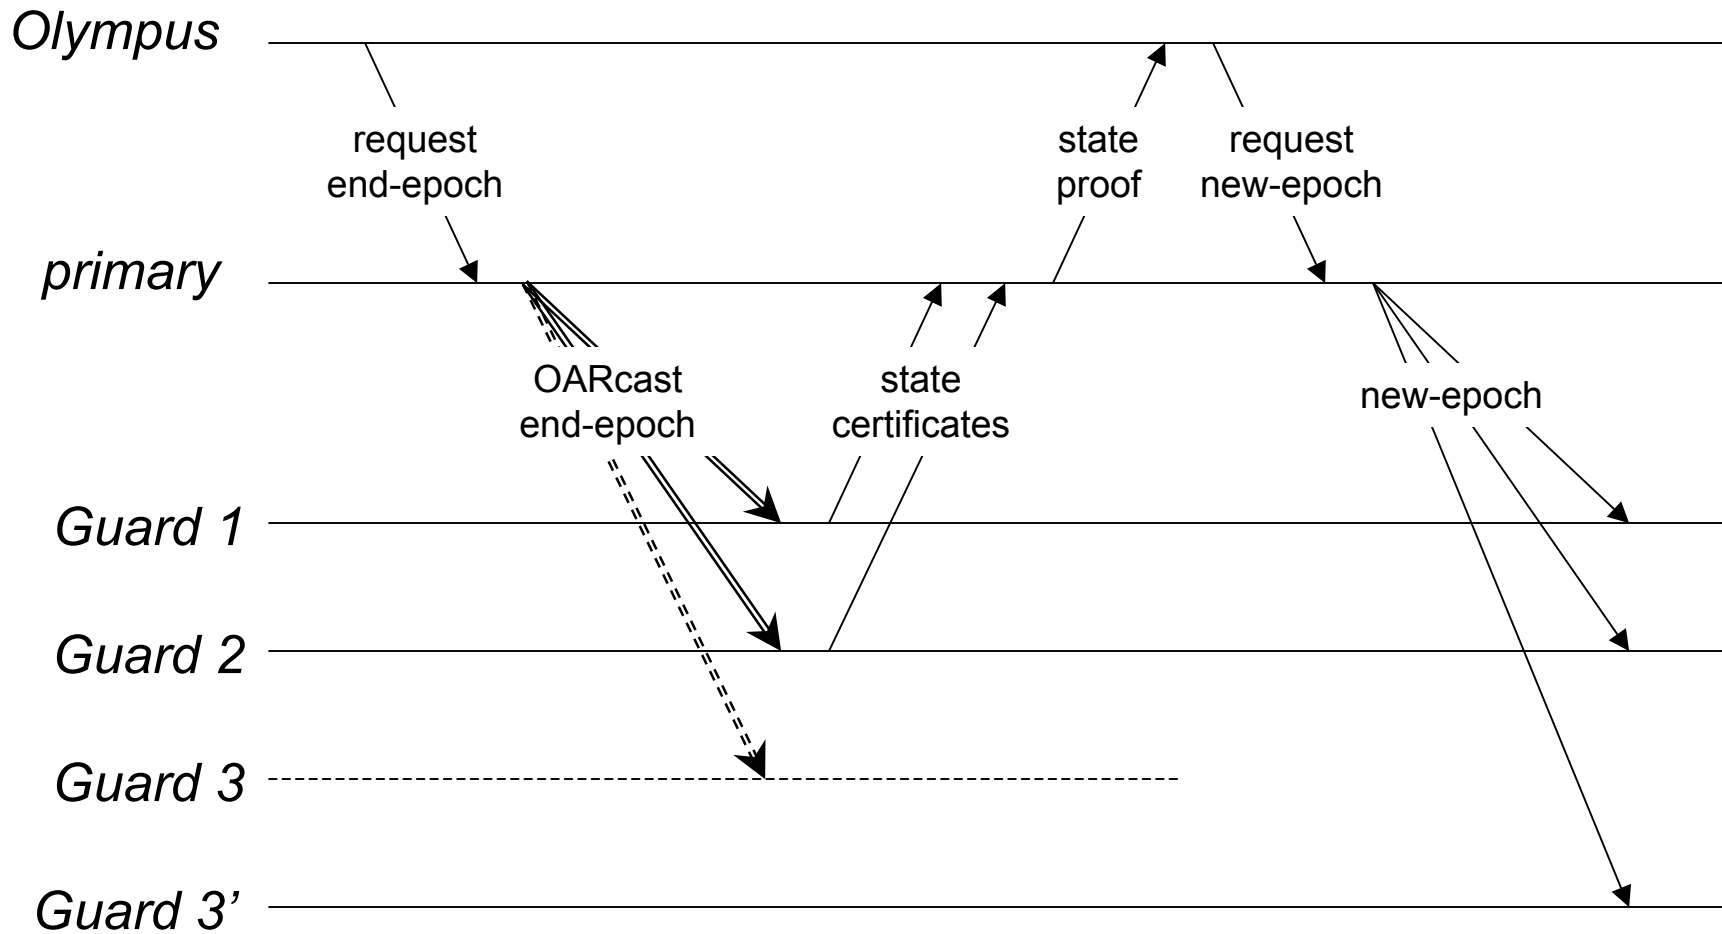 Olympus
request
end-epoch
state
proof
request
new-epoch
primary
OARcast
end-epoch
state
certificates
new-epoch
Guard 1
Guard 2
Guard 3
Guard 3’